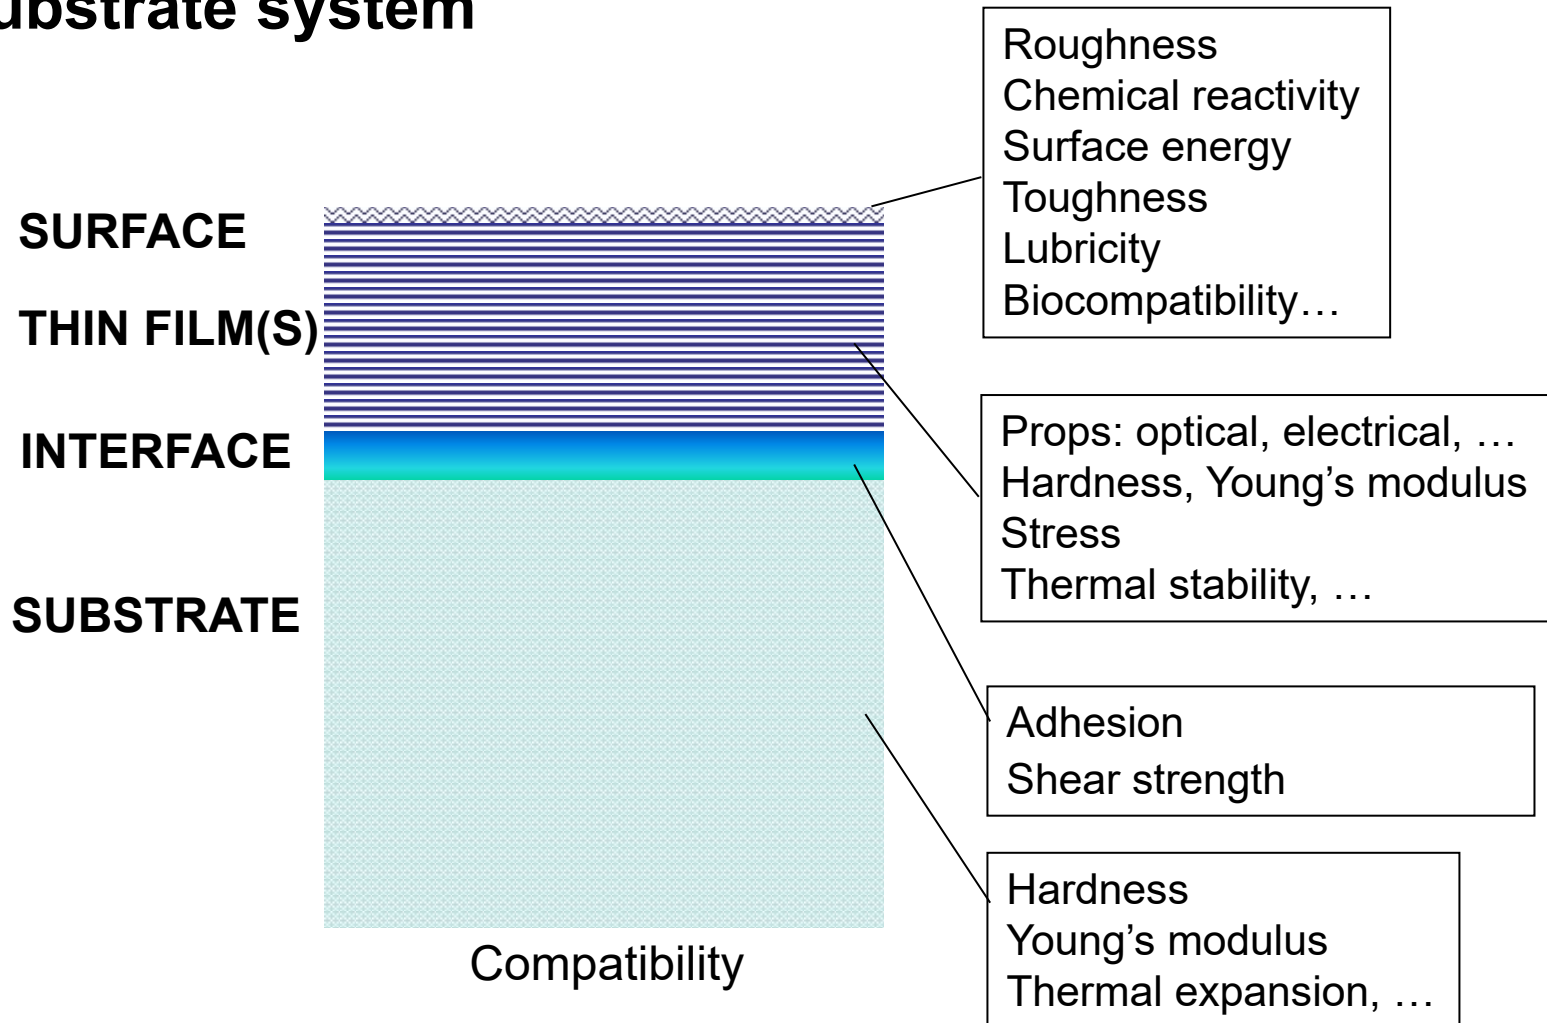 ubstrate system
SURFACE
THIN FILM(S)
INTERFACE
SUBSTRATE
Compatibility
Roughness
Chemical reactivity
Surface energy
Toughness
Lubricity
Biocompatibility…
Props: optical, electrical, …
Hardness, Young’s modulus
Stress
Thermal stability, …
Adhesion
Shear strength
Hardness
Young’s modulus
Thermal expansion, …